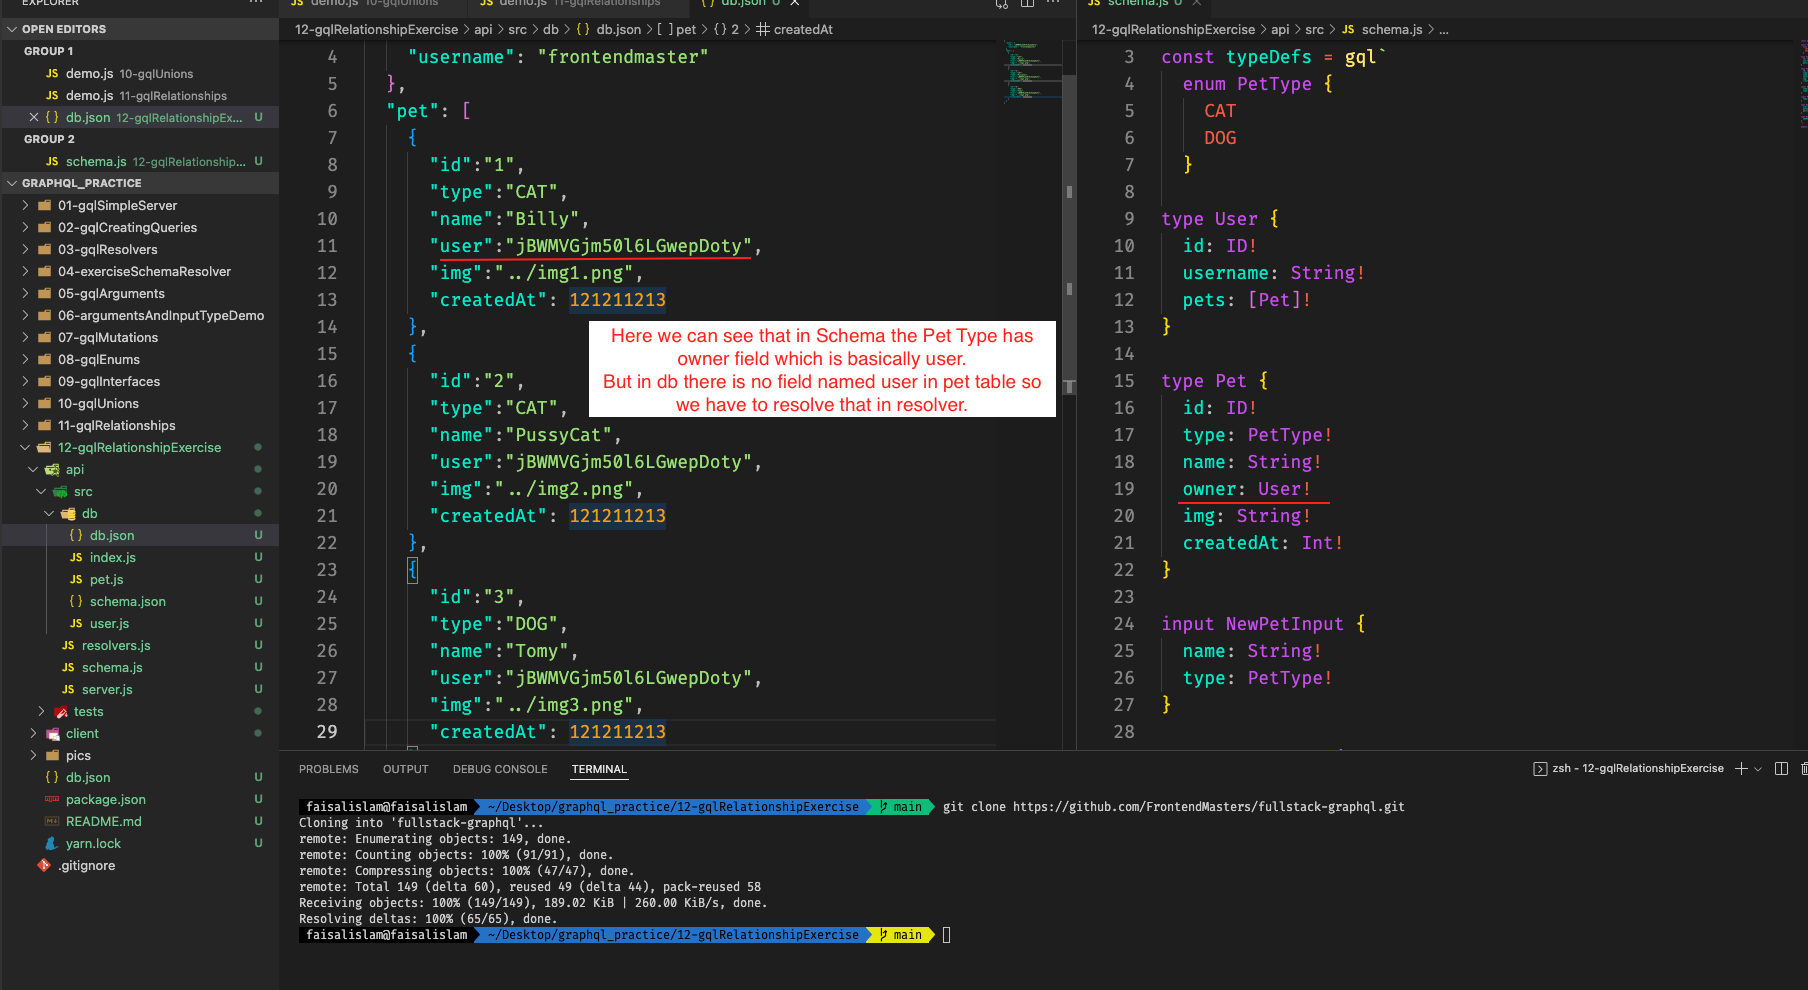 EXPLORER
OPEN EDITORS
GROUP 1
JS demo.js 10-gqlUnions
JS demo.js 11-gqlRelationships
{ } db.json 12-gqlRelationshipEx... U
GROUP 2
JS schema.js 12-gqlRelationship... U
GRAPHQL_PRACTICE
01-gqlSimpleServer
02-gqlCreatingQueries
03-gqlResolvers
04-exerciseSchemaResolver
05-gqlArguments
06-argumentsAndInputTypeDemo
07-gqlMutations
08-gqlEnums
09-gqlInterfaces
10-gqlUnions
11-gqlRelationships
12-gqlRelationshipExercise
api
src
db
{ } db.json U
JS index.js U
JS pet.js U
{ } schema.json U
JS user.js U
JS resolvers.js U
JS schema.js U
JS server.js U
tests
client
pics
{ } db.json U
package.json U
README.md U
yarn.lock U
.gitignore
JS demo.js 10-gqlUnions
JS demo.js 11-gqlRelationships
{ } db.json U
12-gqlRelationshipExercise > api > src > db > { } db.json > [ ] pet > { } 2 > createdAt
4 "username": "frontendmaster"
5 },
6 "pet": [
7 {
8 "id":"1",
9 "type":"CAT",
10 "name":"Billy",
11 "user":"jBWMVGjm50l6LGwepDoty",
12 "img":"../img1.png",
13 "createdAt": 121211213
14 },
15 {
16 "id":"2",
17 "type":"CAT",
18 "name":"PussyCat",
19 "user":"jBWMVGjm50l6LGwepDoty",
20 "img":"../img2.png",
21 "createdAt": 121211213
22 },
23 {
24 "id":"3",
25 "type":"DOG",
26 "name":"Tomy",
27 "user":"jBWMVGjm50l6LGwepDoty",
28 "img":"../img3.png",
29 "createdAt": 121211213
Here we can see that in Schema the Pet Type has
owner field which is basically user.
But in db there is no field named user in pet table so
we have to resolve that in resolver.
JS schema.js U
12-gqlRelationshipExercise > api > src > JS schema.js > ...
3 const typeDefs = gql`
4 enum PetType {
5 CAT
6 DOG
7 }
8
9 type User {
10 id: ID!
11 username: String!
12 pets: [Pet]!
13 }
14
15 type Pet {
16 id: ID!
17 type: PetType!
18 name: String!
19 owner: User!
20 img: String!
21 createdAt: Int!
22 }
23
24 input NewPetInput {
25 name: String!
26 type: PetType!
27 }
28
PROBLEMS OUTPUT DEBUG CONSOLE TERMINAL
zsh - 12-gqlRelationshipExercise
faisalislam@faisalislam ~/Desktop/graphql_practice/12-gqlRelationshipExercise main git clone https://github.com/FrontendMasters/fullstack-graphql.git
Cloning into 'fullstack-graphql'...
remote: Enumerating objects: 149, done.
remote: Counting objects: 100% (91/91), done.
remote: Compressing objects: 100% (47/47), done.
remote: Total 149 (delta 60), reused 49 (delta 44), pack-reused 58
Receiving objects: 100% (149/149), 189.02 KiB | 260.00 KiB/s, done.
Resolving deltas: 100% (65/65), done.
faisalislam@faisalislam ~/Desktop/graphql_practice/12-gqlRelationshipExercise main